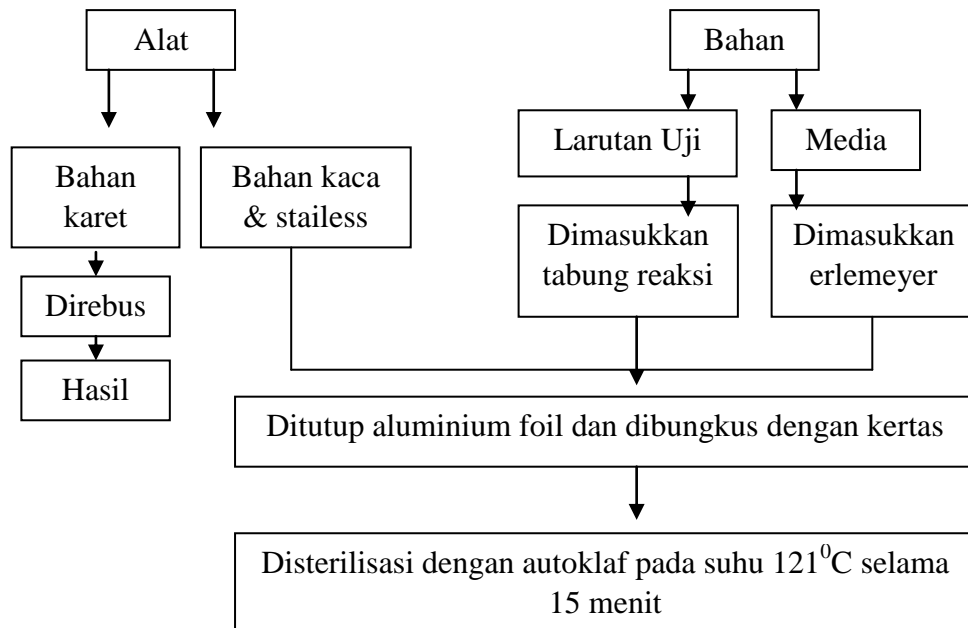 Alat
Bahan
Larutan Uji
Media
Bahan
karet
Bahan kaca
& stailess
Dimasukkan
tabung reaksi
Dimasukkan
erlemeyer
Direbus
Hasil
Ditutup aluminium foil dan dibungkus dengan kertas
Disterilisasi dengan autoklaf pada suhu 121⁰C selama
15 menit